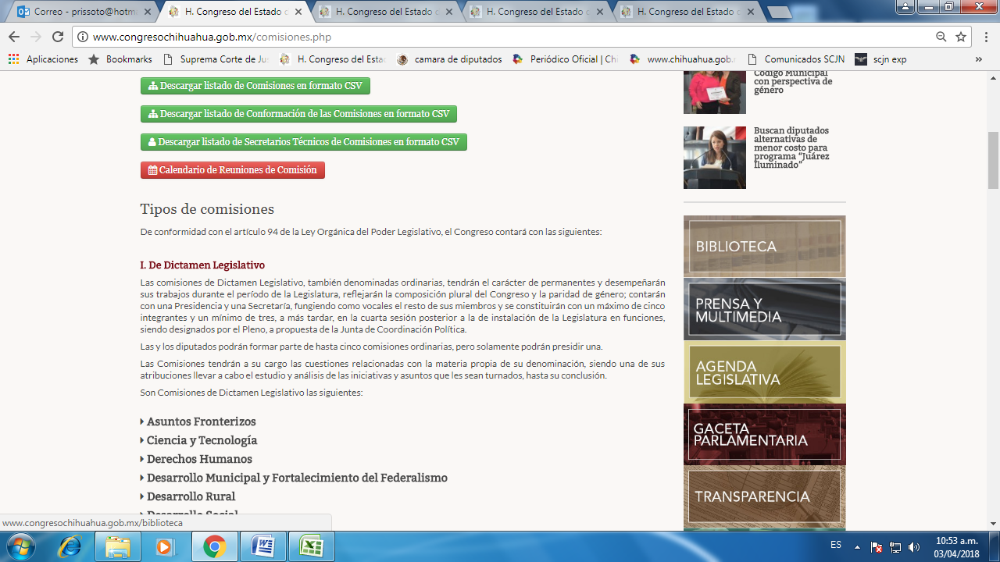 Correo - prissoto@hotma
H. Congreso del Estado d
H. Congreso del Estado d
H. Congreso del Estado d
H. Congreso del Estado d
www.congresochihuahua.gob.mx/comisiones.php
Aplicaciones
Bookmarks
Suprema Corte de Jus
H. Congreso del Estad
camara de diputados
Periódico Oficial | Chi
www.chihuahua.gob.m
Comunicados SCJN
scjn exp
»
Descargar listado de Comisiones en formato CSV
Descargar listado de Conformación de las Comisiones en formato CSV
Descargar listado de Secretarios Técnicos de Comisiones en formato CSV
Calendario de Reuniones de Comisión
Tipos de comisiones
De conformidad con el artículo 94 de la Ley Orgánica del Poder Legislativo, el Congreso contará con las siguientes:
I. De Dictamen Legislativo
Las comisiones de Dictamen Legislativo, también denominadas ordinarias, tendrán el carácter de permanentes y desempeñarán
sus trabajos durante el período de la Legislatura, reflejarán la composición plural del Congreso y la paridad de género; contarán
con una Presidencia y una Secretaría, fungiendo como vocales el resto de sus miembros y se constituirán con un máximo de cinco
integrantes y un mínimo de tres, a más tardar, en la cuarta sesión posterior a la de instalación de la Legislatura en funciones,
siendo designados por el Pleno, a propuesta de la Junta de Coordinación Política.
Las y los diputados podrán formar parte de hasta cinco comisiones ordinarias, pero solamente podrán presidir una.
Las Comisiones tendrán a su cargo las cuestiones relacionadas con la materia propia de su denominación, siendo una de sus
atribuciones llevar a cabo el estudio y análisis de las iniciativas y asuntos que les sean turnados, hasta su conclusión.
Son Comisiones de Dictamen Legislativo las siguientes:
Asuntos Fronterizos
Ciencia y Tecnología
Derechos Humanos
Desarrollo Municipal y Fortalecimiento del Federalismo
Desarrollo Rural
Desarrollo Social
Código Municipal
con perspectiva de
género
Buscan diputados
alternativas de
menor costo para
programa “Juárez
Iluminado”
BIBLIOTECA
PRENSA Y
MULTIMEDIA
AGENDA
LEGISLATIVA
GACETA
PARLAMENTARIA
TRANSPARENCIA
www.congresochihuahua.gob.mx/biblioteca
ES
10:53 a.m.
03/04/2018